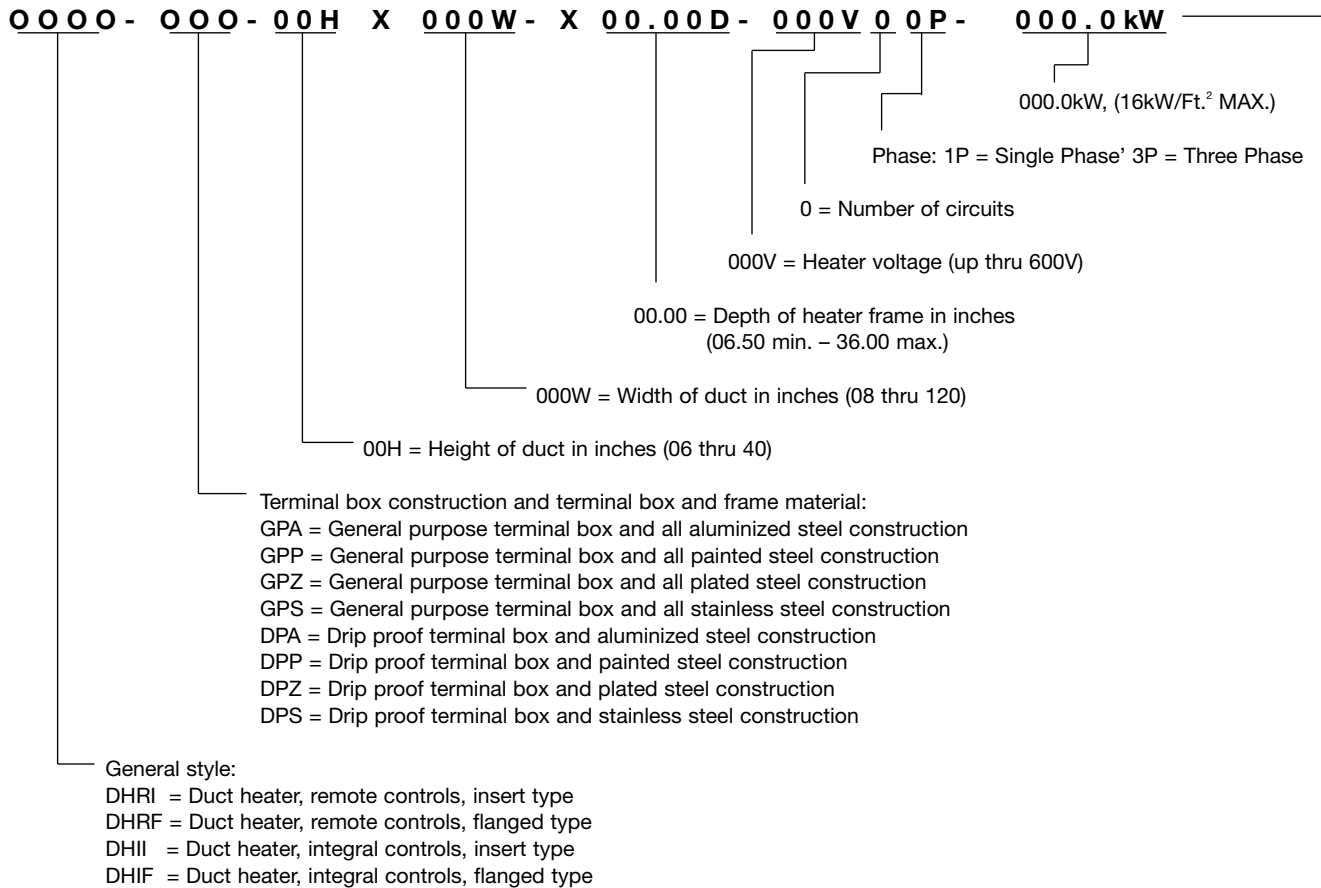 OOOO- OOO-00H X 000W- X 00.00D- 000V 0 0P- 000.0kW
000.0kW, (16kW/Ft.² MAX.)
Phase: 1P = Single Phase’ 3P = Three Phase
0 = Number of circuits
000V = Heater voltage (up thru 600V)
00.00 = Depth of heater frame in inches
(06.50 min. – 36.00 max.)
000W = Width of duct in inches (08 thru 120)
00H = Height of duct in inches (06 thru 40)
Terminal box construction and terminal box and frame material:
GPA = General purpose terminal box and all aluminized steel construction
GPP = General purpose terminal box and all painted steel construction
GPZ = General purpose terminal box and all plated steel construction
GPS = General purpose terminal box and all stainless steel construction
DPA = Drip proof terminal box and aluminized steel construction
DPP = Drip proof terminal box and painted steel construction
DPZ = Drip proof terminal box and plated steel construction
DPS = Drip proof terminal box and stainless steel construction
General style:
DHRI = Duct heater, remote controls, insert type
DHRF = Duct heater, remote controls, flanged type
DHII = Duct heater, integral controls, insert type
DHIF = Duct heater, integral controls, flanged type